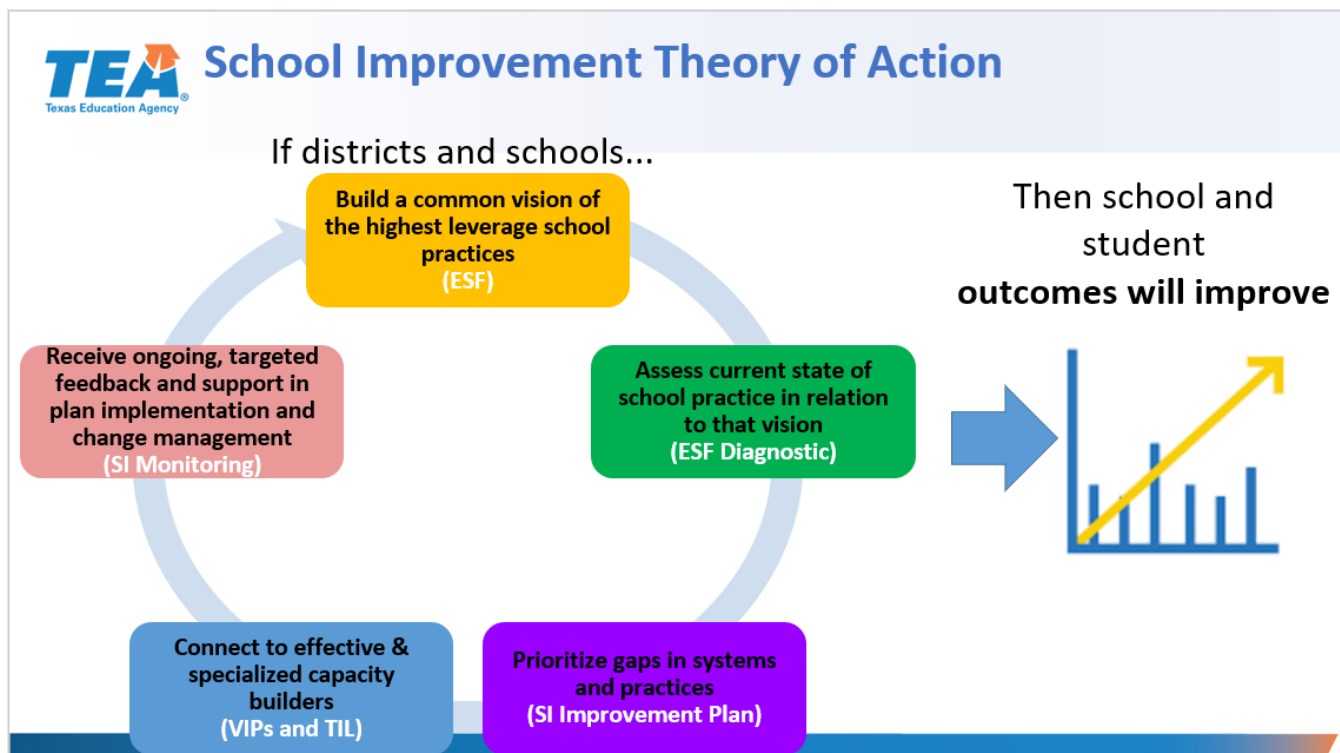 TEA®
Texas Education Agency
School Improvement Theory of Action
If districts and schools...
Build a common vision of
the highest leverage school
practices
(ESF)
Assess current state of
school practice in relation
to that vision
(ESF Diagnostic)
Prioritize gaps in systems
and practices
(SI Improvement Plan)
Connect to effective &
specialized capacity
builders
(VIPs and TIL)
Receive ongoing, targeted
feedback and support in
plan implementation and
change management
(SI Monitoring)
Then school and
student
outcomes will improve